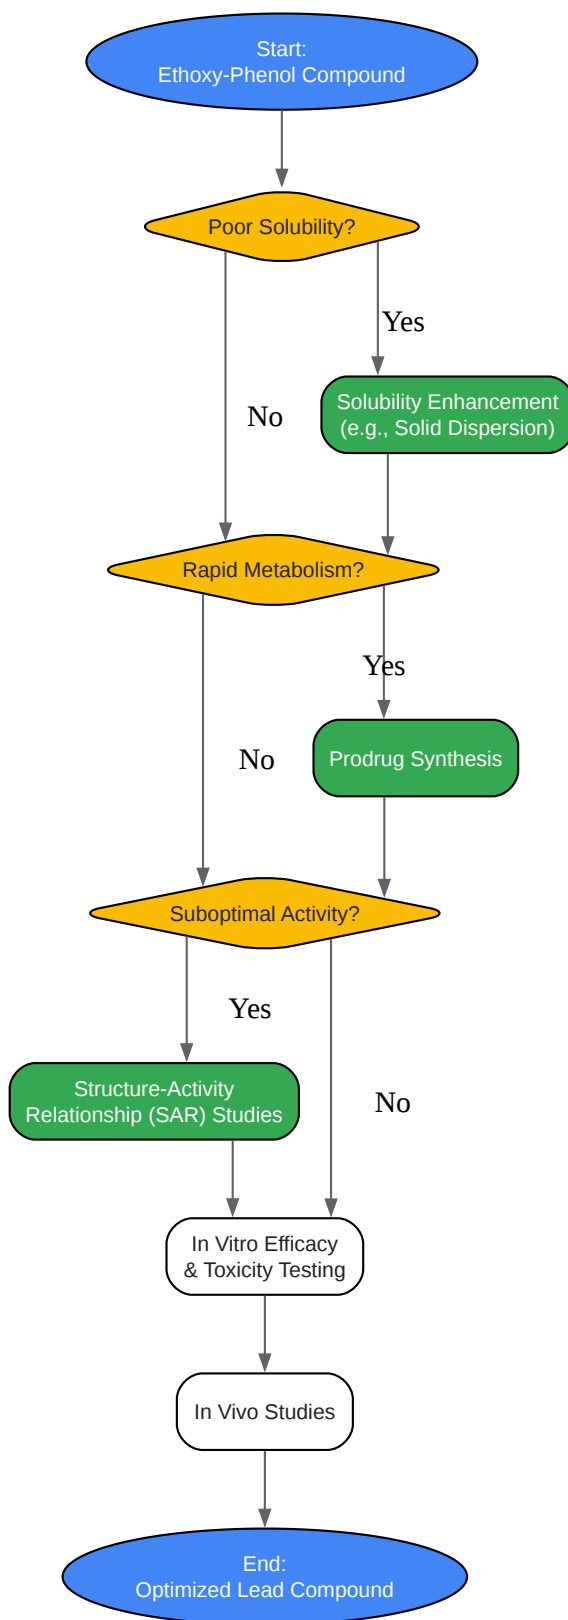 Start:
Ethoxy-Phenol Compound
Poor Solubility?
Yes
Solubility Enhancement
(e.g., Solid Dispersion)
No
Rapid Metabolism?
Yes
No
Prodrug Synthesis
Suboptimal Activity?
Yes
Structure-Activity
Relationship (SAR) Studies
No
In Vitro Efficacy
& Toxicity Testing
In Vivo Studies
End:
Optimized Lead Compound